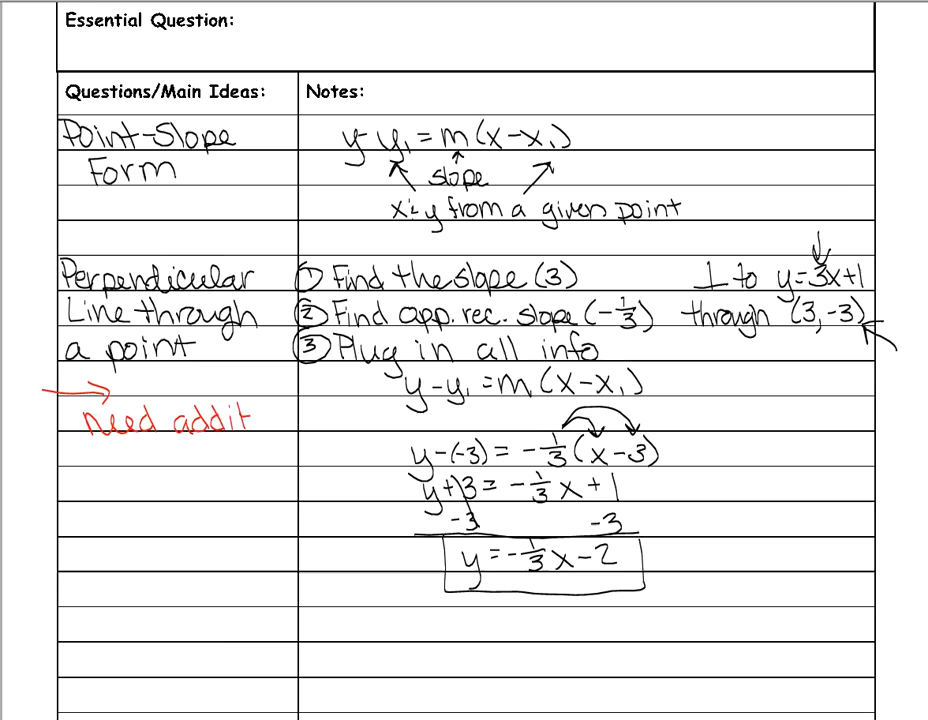 Essential Question:
Questions/Main Ideas:
Notes:
Point-Slope
Form
y-y₁ = m(x-x₁)
slope
x & y from a given point
Perpendicular
Line through
a point
① Find the slope (3)
② Find opp. rec. slope (-1/3)
③ Plug in all info
⊥ to y=3x+1
through (3,-3)
y-y₁ = m(x-x₁)
y-(-3) = -1/3(x-3)
y+3 = -1/3x+1
-3 -3
y=-1/3x-2
Need addit